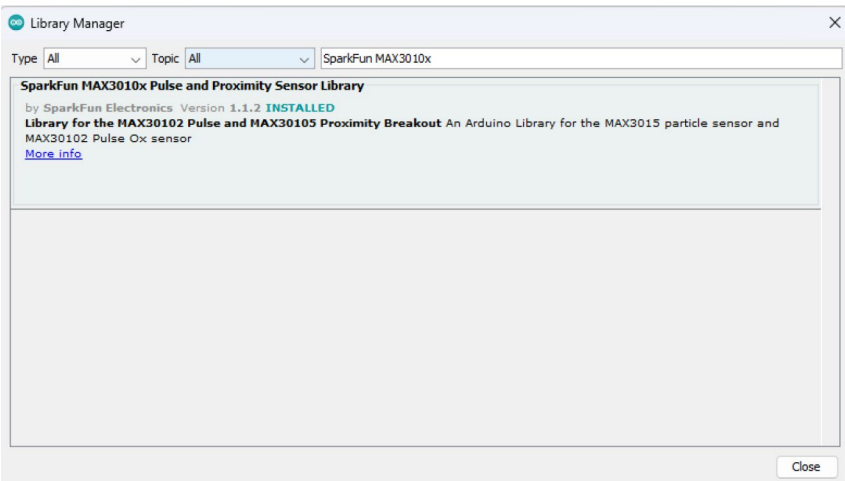 Library Manager
Type All Topic All SparkFun MAX3010x
SparkFun MAX3010x Pulse and Proximity Sensor Library
by SparkFun Electronics Version 1.1.2 INSTALLED
Library for the MAX30102 Pulse and MAX30105 Proximity Breakout An Arduino Library for the MAX3015 particle sensor and
MAX30102 Pulse Ox sensor
More info
Close